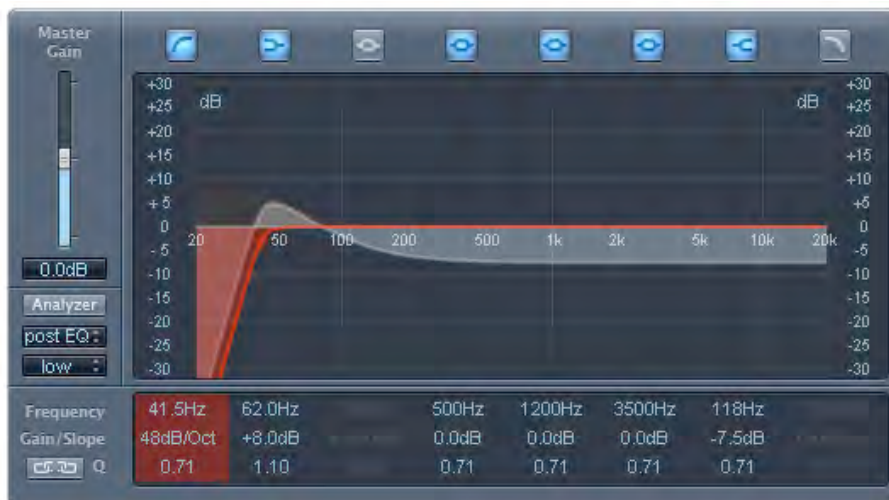 Master
Gain
0.0dB
Analyzer
post EQ
low
+30 +30
+25 dB dB +25
+20 +20
+15 +15
+10 +10
+5 +5
0 0
20 50 100 200 500 1k 2k 5k 10k 20k
-5 -5
-10 -10
-15 -15
-20 -20
-25 -25
-30 -30
Frequency 41.5Hz 62.0Hz 500Hz 1200Hz 3500Hz 118Hz
Gain/Slope 48dB/Oct +8.0dB 0.0dB 0.0dB 0.0dB -7.5dB
Q 0.71 1.10 0.71 0.71 0.71 0.71